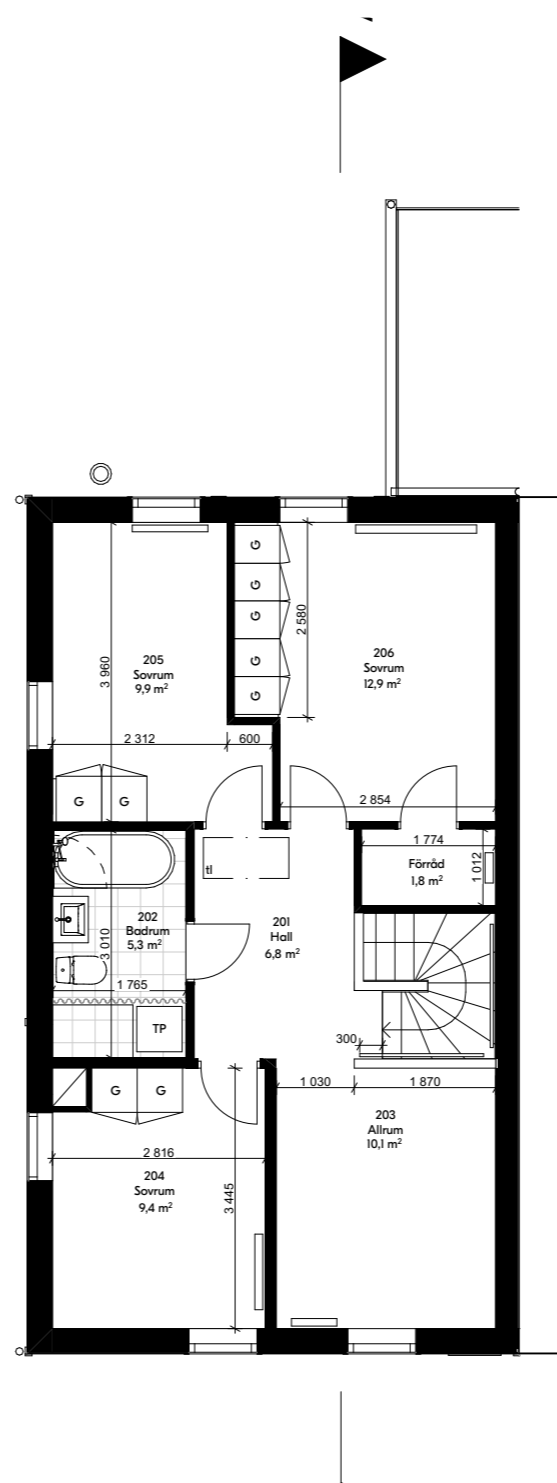 G
G
G
G
G
2 580
3 960
205
Sovrum
9,9 m²
206
Sovrum
12,9 m²
2 312
600
G
G
2 854
1 774
Förråd
1,8 m²
1 012
tl
202
Badrum
5,3 m²
3 010
201
Hall
6,8 m²
1 765
TP
300
G
G
1 030
1 870
203
Allrum
10,1 m²
2 816
204
Sovrum
9,4 m²
3 445